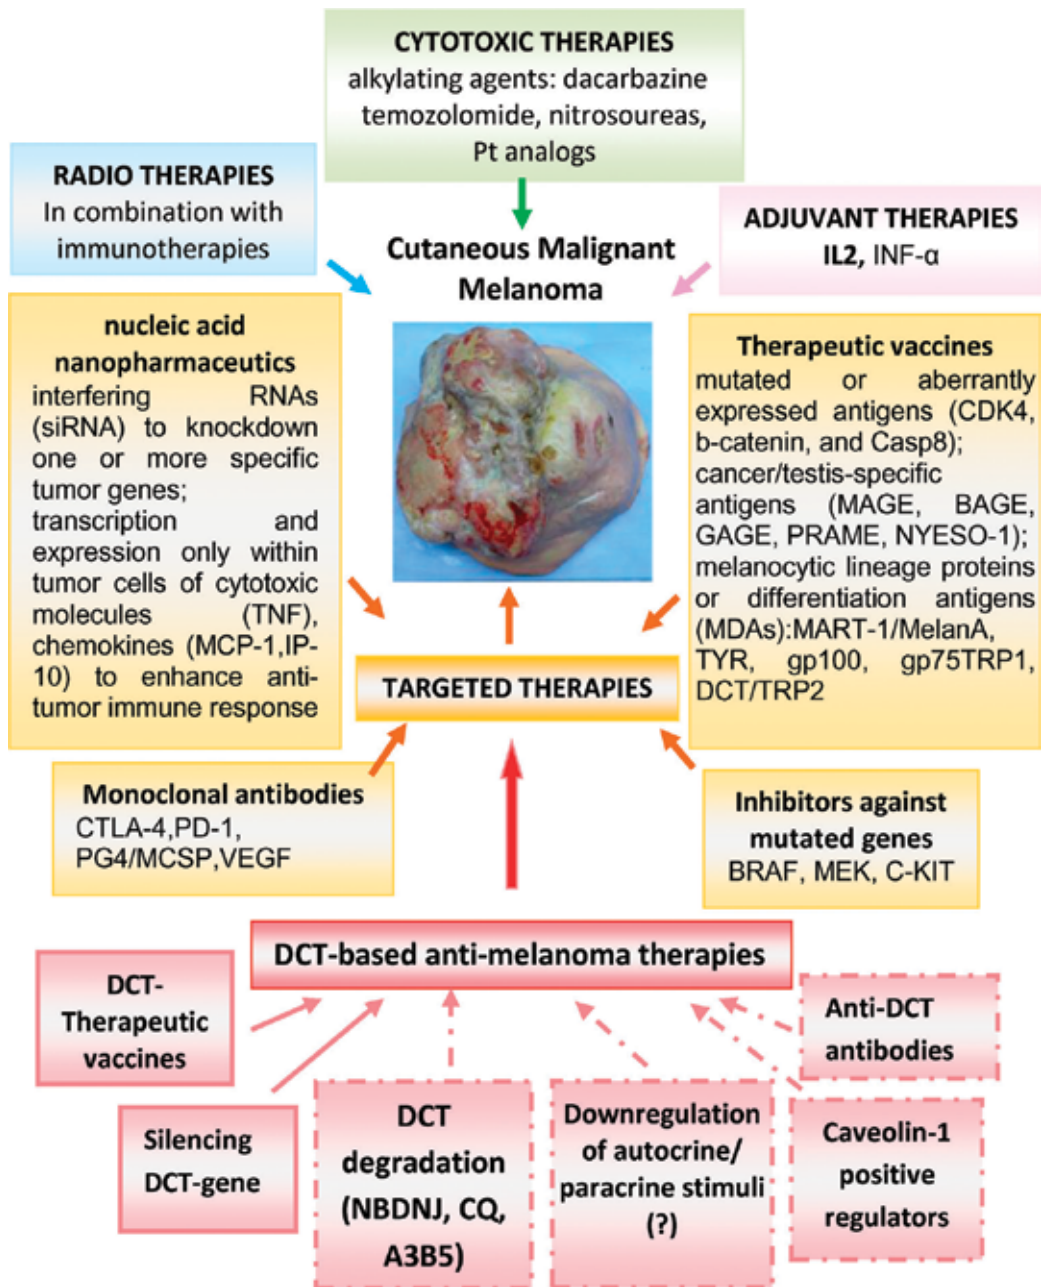 CYTOTOXIC THERAPIES
alkylating agents: dacarbazine
temozolomide, nitrosoureas,
Pt analogs
RADIO THERAPIES
In combination with
immunotherapies
ADJUVANT THERAPIES
IL2, INF-α
Cutaneous Malignant
Melanoma
nucleic acid
nanopharmaceutics
interfering RNAs
(siRNA) to knockdown
one or more specific
tumor genes;
transcription and
expression only within
tumor cells of cytotoxic
molecules (TNF),
chemokines (MCP-1,IP-
10) to enhance anti-
tumor immune response
Therapeutic vaccines
mutated or aberrantly
expressed antigens (CDK4,
b-catenin, and Casp8);
cancer/testis-specific
antigens (MAGE, BAGE,
GAGE, PRAME, NYESO-1);
melanocytic lineage proteins
or differentiation antigens
(MDAs):MART-1/MelanA,
TYR, gp100, gp75TRP1,
DCT/TRP2
TARGETED THERAPIES
Monoclonal antibodies
CTLA-4,PD-1,
PG4/MCSP,VEGF
Inhibitors against
mutated genes
BRAF, MEK, C-KIT
DCT-based anti-melanoma therapies
DCT-
Therapeutic
vaccines
Silencing
DCT-gene
DCT
degradation
(NBDNJ, CQ,
A3B5)
Downregulation
of autocrine/
paracrine stimuli
(?)
Anti-DCT
antibodies
Caveolin-1
positive
regulators